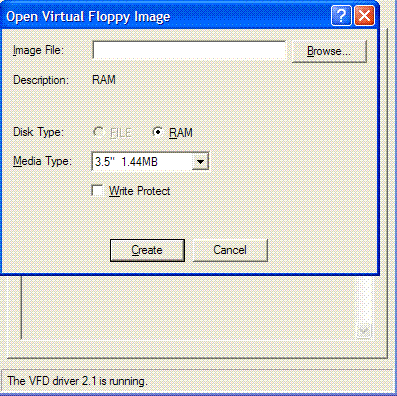 Open Virtual Floppy Image
Image File: Browse...
Description: RAM
Disk Type: FILE RAM
Media Type: 3.5" 1.44MB
Write Protect
Create Cancel
The VFD driver 2.1 is running.